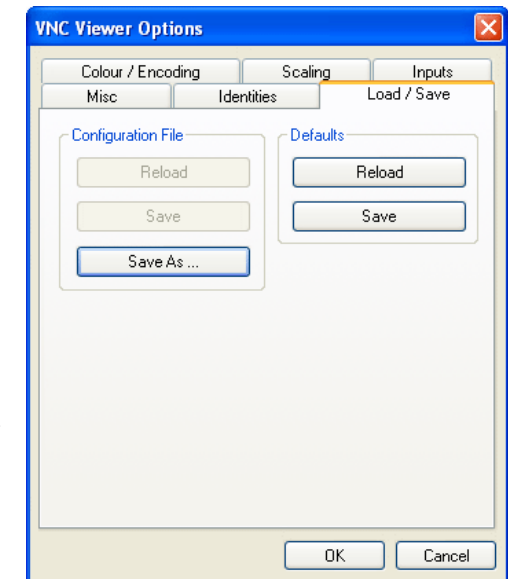 VNC Viewer Options
Colour / Encoding Scaling Inputs
Misc Identities Load / Save
Configuration File Defaults
Reload Reload
Save Save
Save As ...
OK Cancel